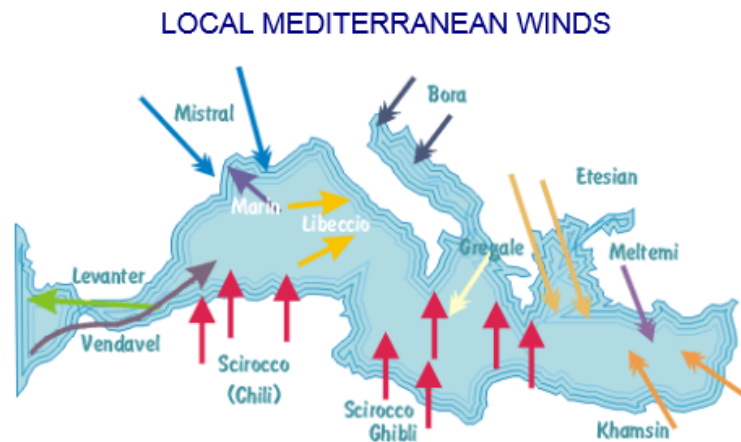 LOCAL MEDITERRANEAN WINDS
Bora
Mistral
Etesian
Marin
Libeccio
Gregale
Meltemi
Levanter
Vendavel
Scirocco
(Chili)
Scirocco
Ghibli
Khamsin